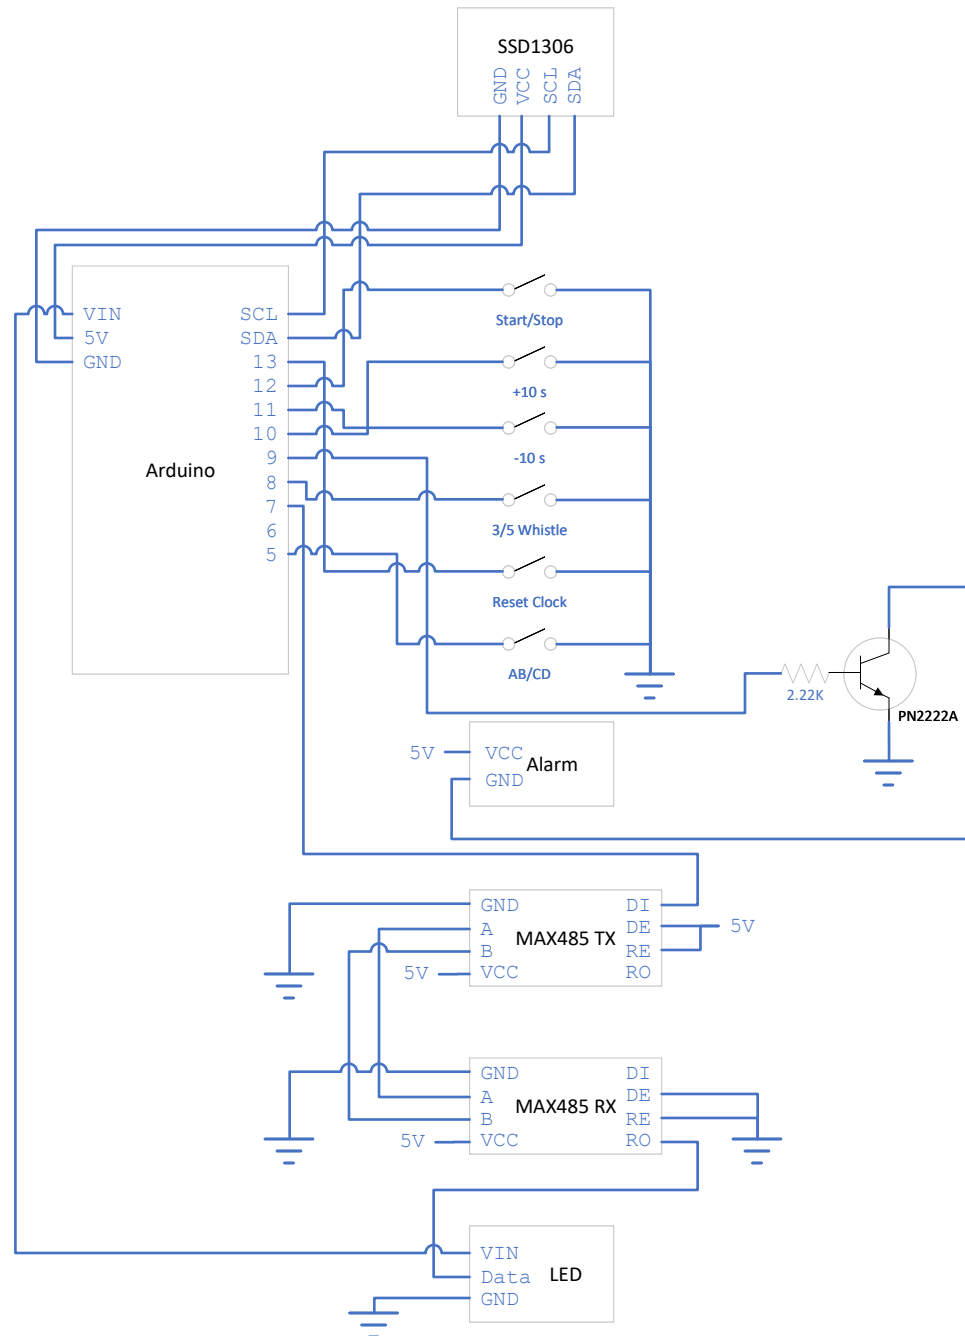 SSD1306
GND VCC SCL SDA
VIN
5V
GND
SCL
SDA
13
12
11
10
9
8
7
6
5
Arduino
Start/Stop
+10 s
-10 s
3/5 Whistle
Reset Clock
AB/CD
2.22K
PN2222A
5V
VCC
GND
Alarm
GND
A
B
VCC
5V
MAX485 TX
DI
DE
RE
RO
5V
GND
A
B
VCC
5V
MAX485 RX
DI
DE
RE
RO
VIN
Data
GND
LED